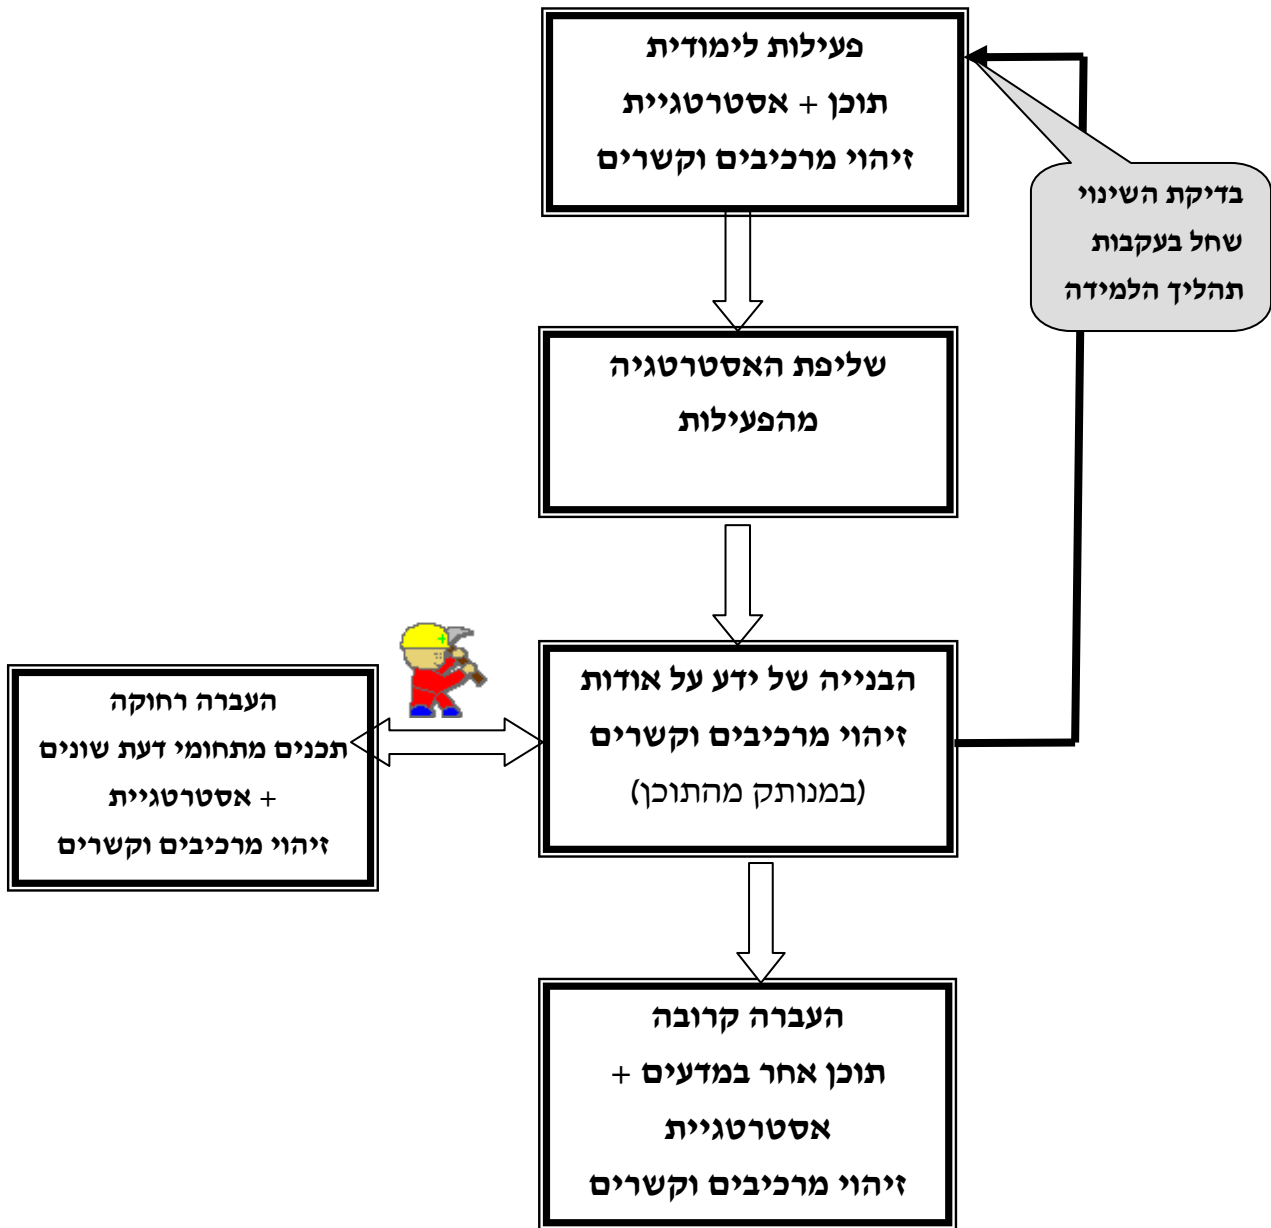 פעילות לימודית
תוכן + אסטרטגיית
זיהוי מרכיבים וקשרים
בדיקת השינוי
שחל בעקבות
תהליך הלמידה
שליפת האסטרטגיה
מהפעילות
הבנייה של ידע על אודות
זיהוי מרכיבים וקשרים
(במנותק מהתוכן)
העברה רחוקה
תכנים מתחומי דעת שונים
+ אסטרטגיית
זיהוי מרכיבים וקשרים
העברה קרובה
תוכן אחר במדעים +
אסטרטגיית
זיהוי מרכיבים וקשרים